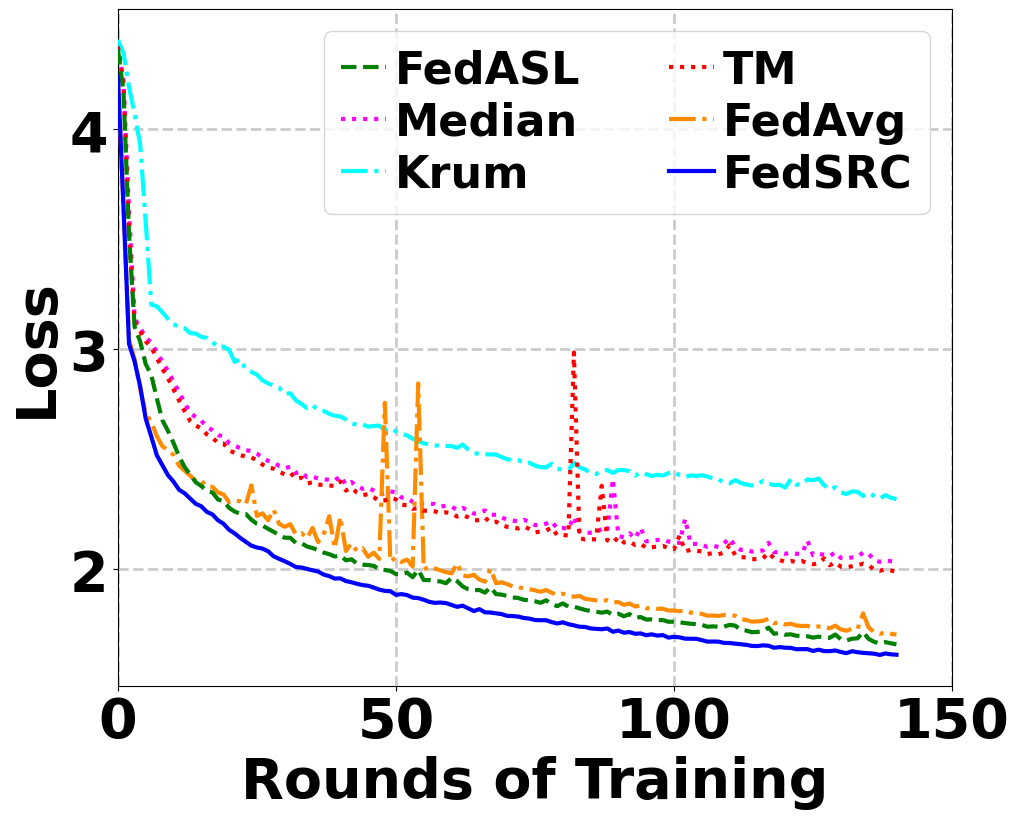 FedASL
Median
Krum
TM
FedAvg
FedSRC
4
3
2
Loss
0 50 100 150
Rounds of Training